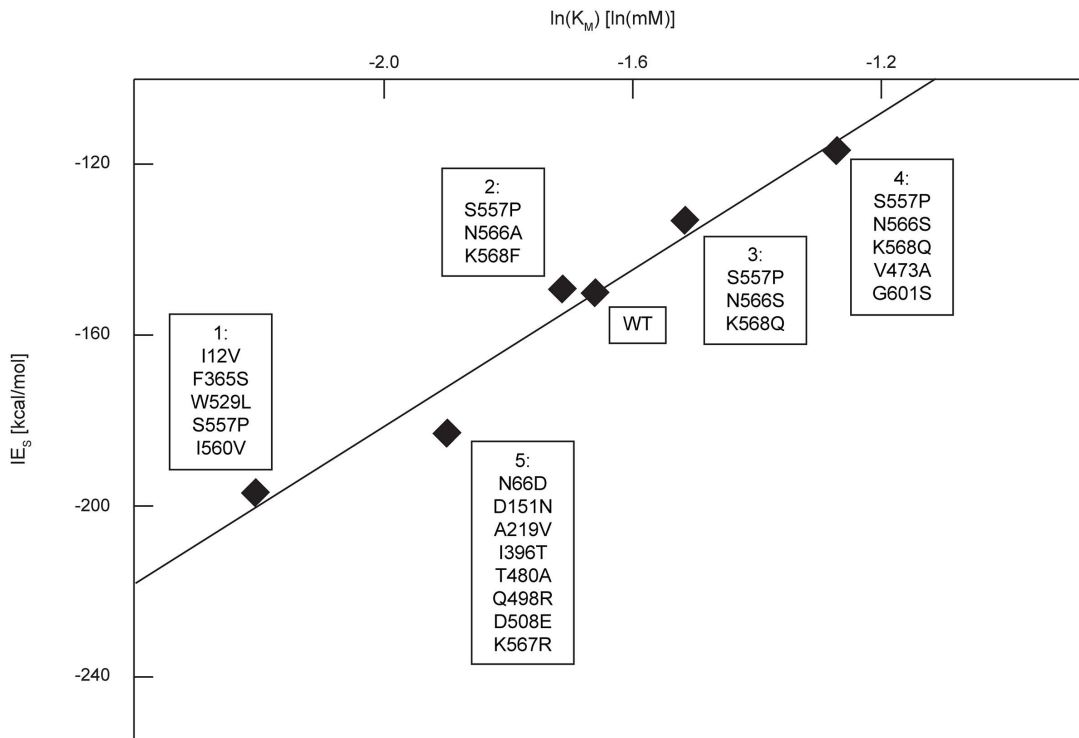 ln(K_M) [ln(mM)]
-2.0
-1.6
-1.2
-120
-160
-200
-240
IE_S [kcal/mol]
1:
I12V
F365S
W529L
S557P
I560V
2:
S557P
N566A
K568F
WT
3:
S557P
N566S
K568Q
4:
S557P
N566S
K568Q
V473A
G601S
5:
N66D
D151N
A219V
I396T
T480A
Q498R
D508E
K567R